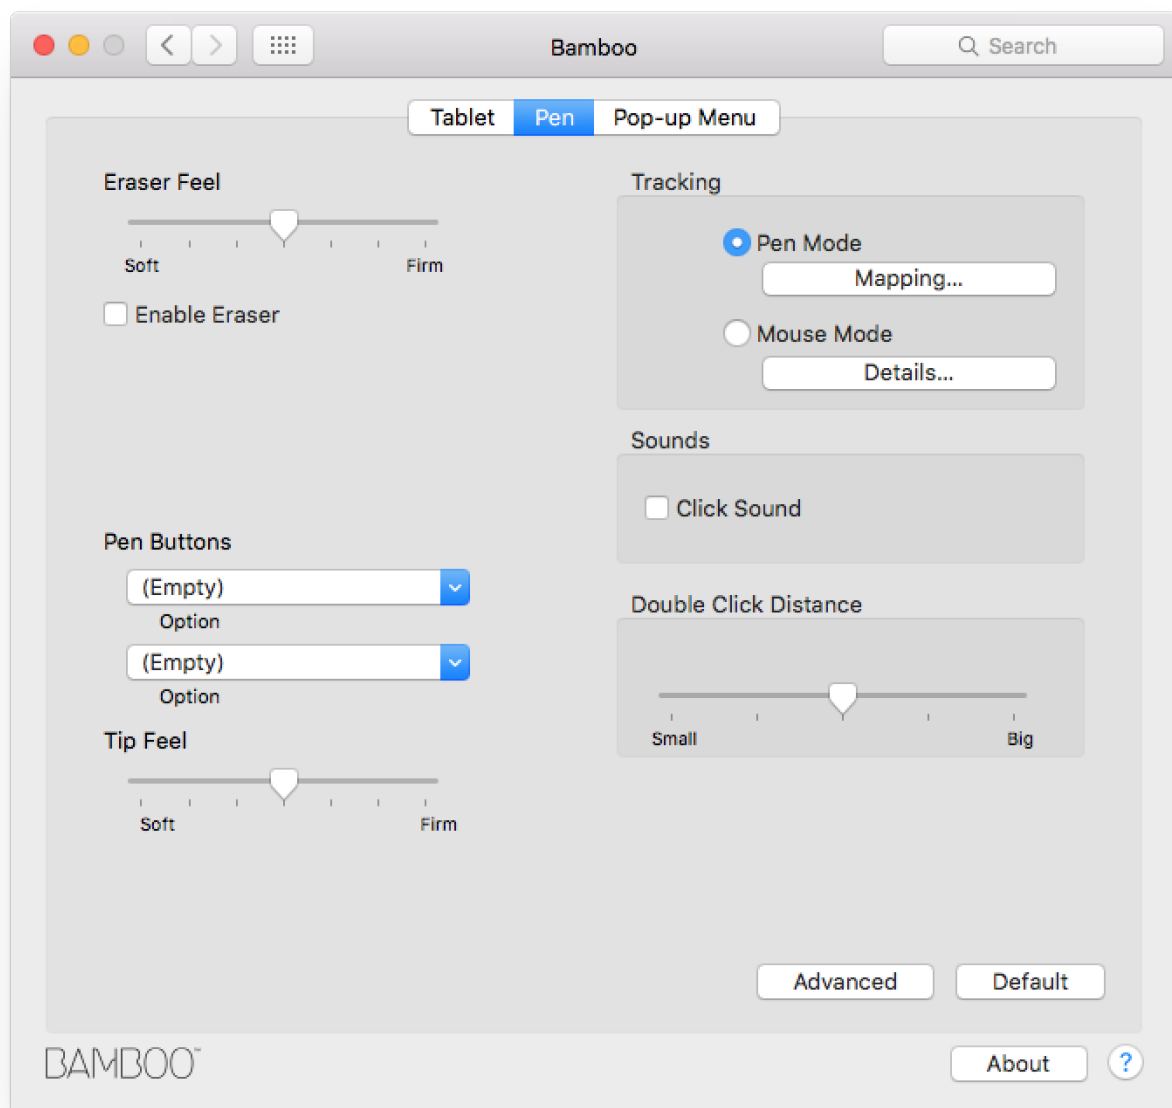 Bamboo
Search
Tablet Pen Pop-up Menu
Eraser Feel
Soft Firm
Enable Eraser
Pen Buttons
(Empty)
Option
(Empty)
Option
Tip Feel
Soft Firm
Tracking
Pen Mode
Mapping...
Mouse Mode
Details...
Sounds
Click Sound
Double Click Distance
Small Big
Advanced Default
BAMBOO™
About ?